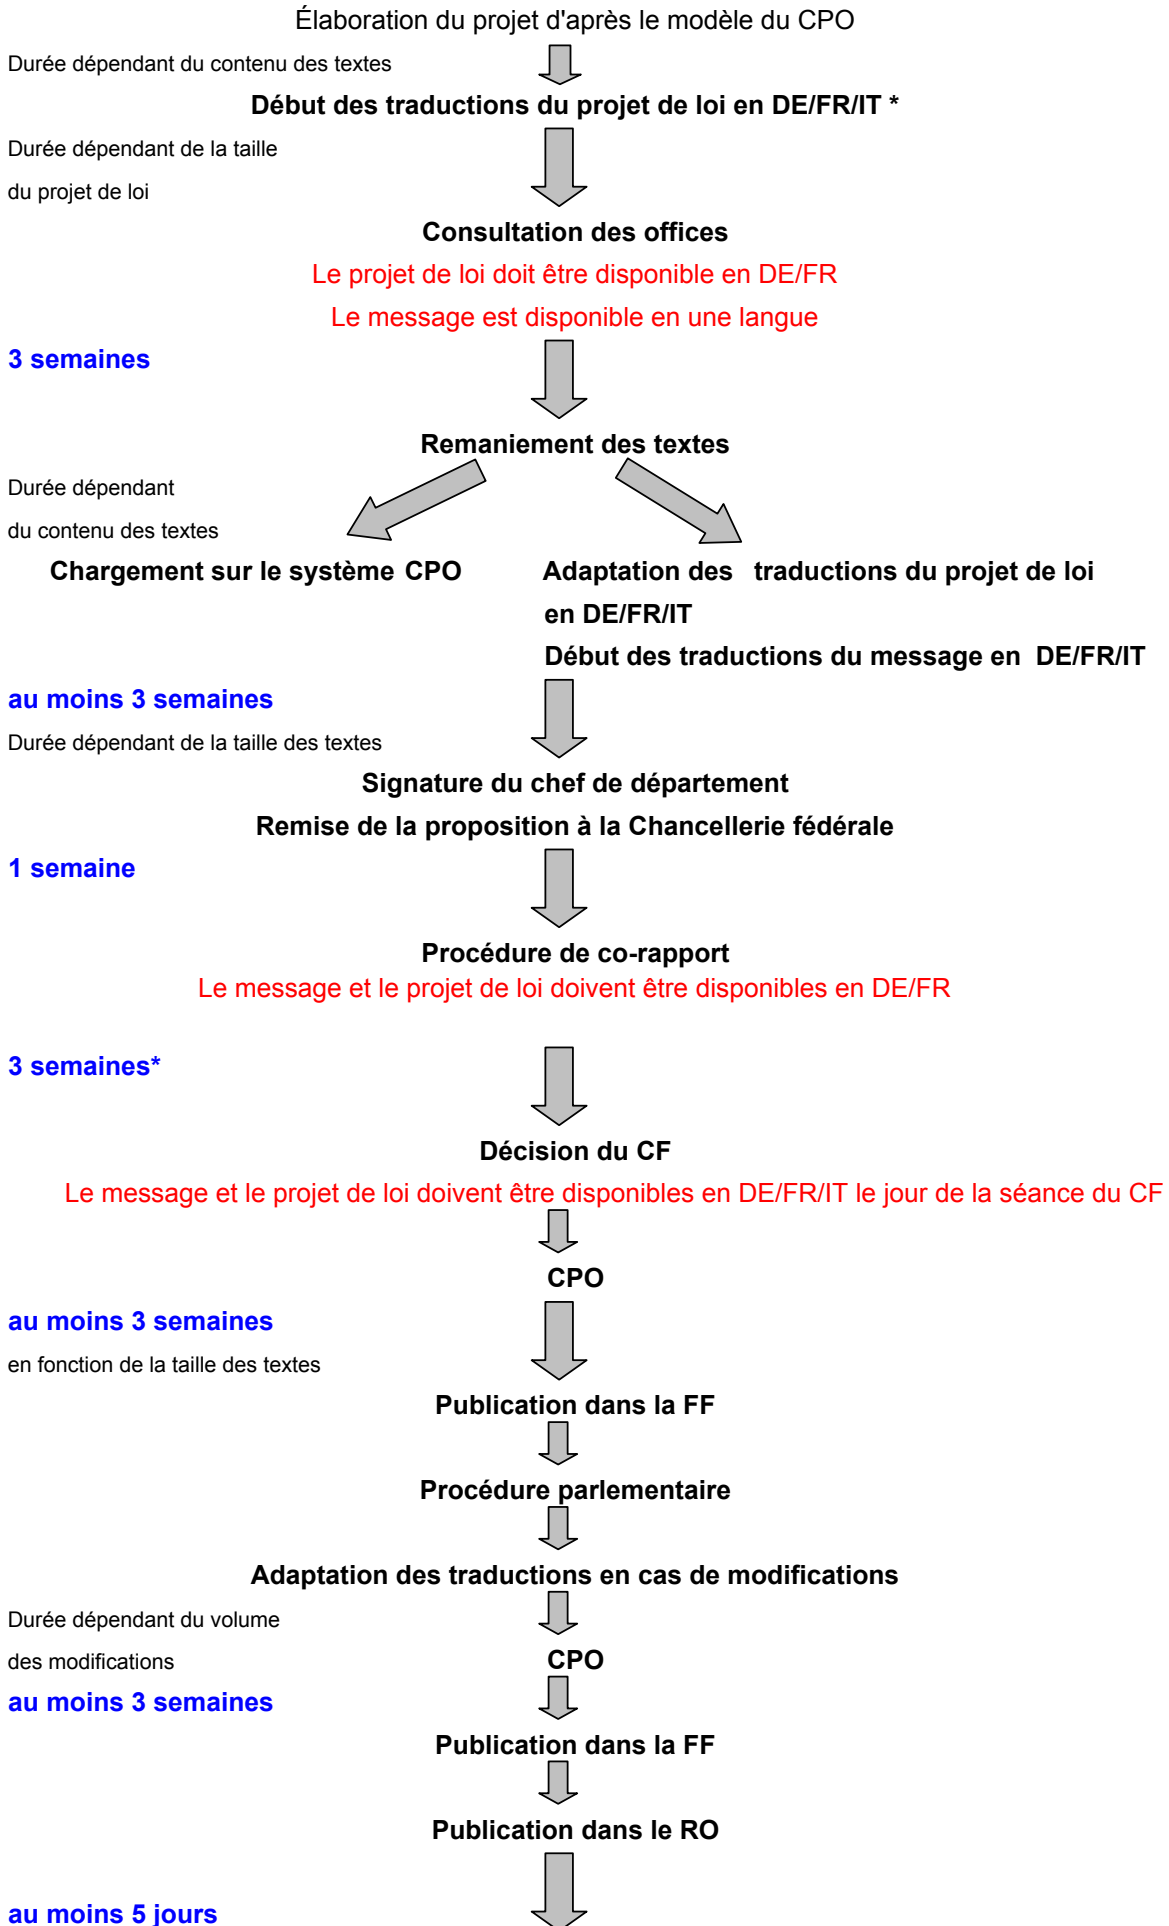 Élaboration du projet d'après le modèle du CPO
Durée dépendant du contenu des textes
Début des traductions du projet de loi en DE/FR/IT *
Durée dépendant de la taille
du projet de loi
Consultation des offices
Le projet de loi doit être disponible en DE/FR
Le message est disponible en une langue
3 semaines
Remaniement des textes
Durée dépendant
du contenu des textes
Chargement sur le système CPO
Adaptation des traductions du projet de loi
en DE/FR/IT
Début des traductions du message en DE/FR/IT
au moins 3 semaines
Durée dépendant de la taille des textes
Signature du chef de département
Remise de la proposition à la Chancellerie fédérale
1 semaine
Procédure de co-rapport
Le message et le projet de loi doivent être disponibles en DE/FR
3 semaines*
Décision du CF
Le message et le projet de loi doivent être disponibles en DE/FR/IT le jour de la séance du CF
CPO
au moins 3 semaines
en fonction de la taille des textes
Publication dans la FF
Procédure parlementaire
Adaptation des traductions en cas de modifications
Durée dépendant du volume
des modifications
CPO
au moins 3 semaines
Publication dans la FF
Publication dans le RO
au moins 5 jours